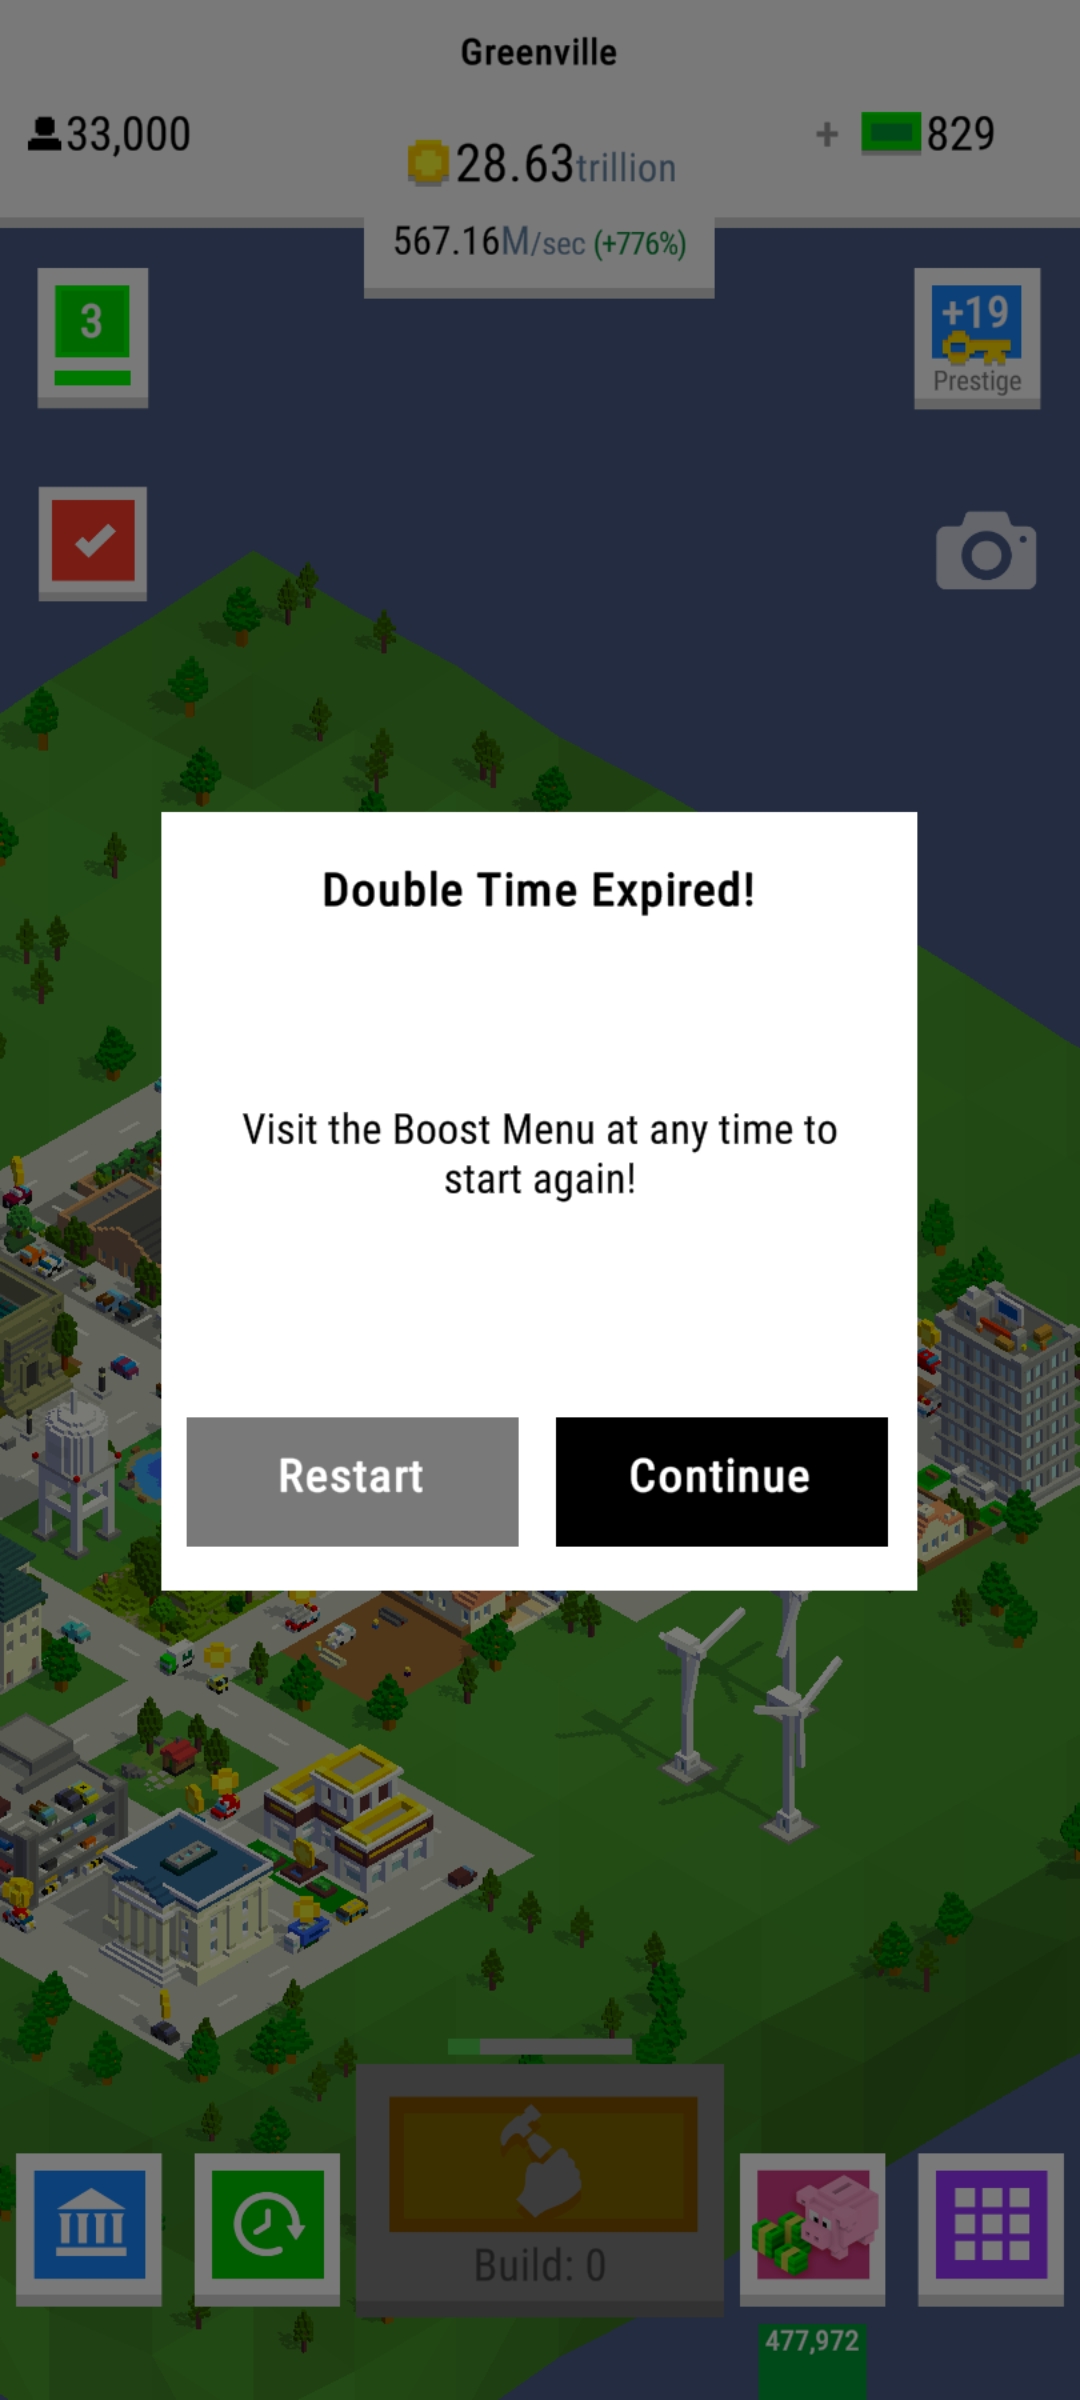 Greenville
33,000
28.63trillion
+ 829
567.16M/sec (+776%)
3
+19
Prestige
Double Time Expired!
Visit the Boost Menu at any time to
start again!
Restart
Continue
Build: 0
477,972